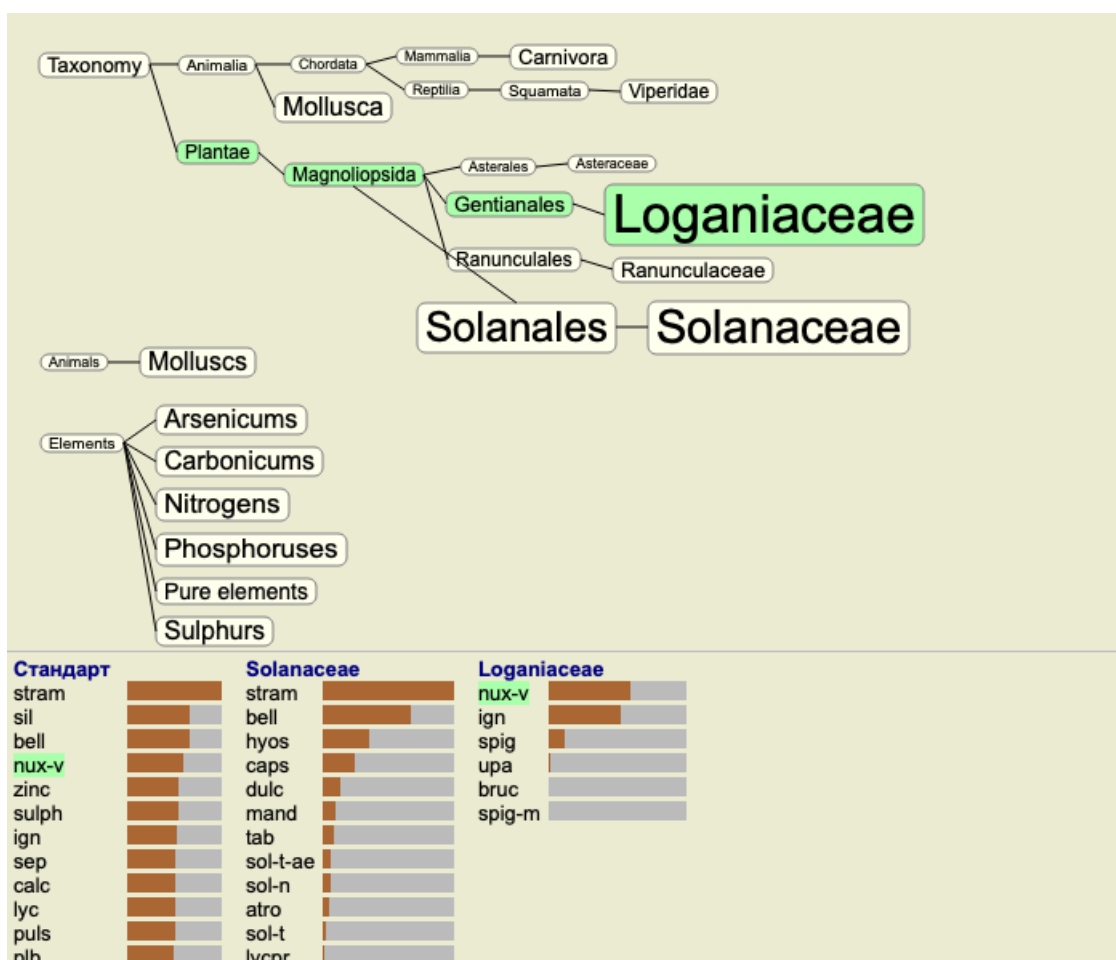 Taxonomy
Animalia
Chordata
Mammalia
Carnivora
Reptilia
Squamata
Viperidae
Mollusca
Plantae
Magnoliopsida
Asterales
Asteraceae
Gentianales
Loganiaceae
Ranunculales
Ranunculaceae
Solanales
Solanaceae
Animals
Molluscs
Elements
Arsenicums
Carbonicums
Nitrogens
Phosphoruses
Pure elements
Sulphurs
Стандарт
stram
sil
bell
nux-v
zinc
sulph
ign
sep
calc
lyc
puls
plb
Solanaceae
stram
bell
hyos
caps
dulc
mand
tab
sol-t-ae
sol-n
atro
sol-t
lycpr
Loganiaceae
nux-v
ign
spig
upa
bruc
spig-m